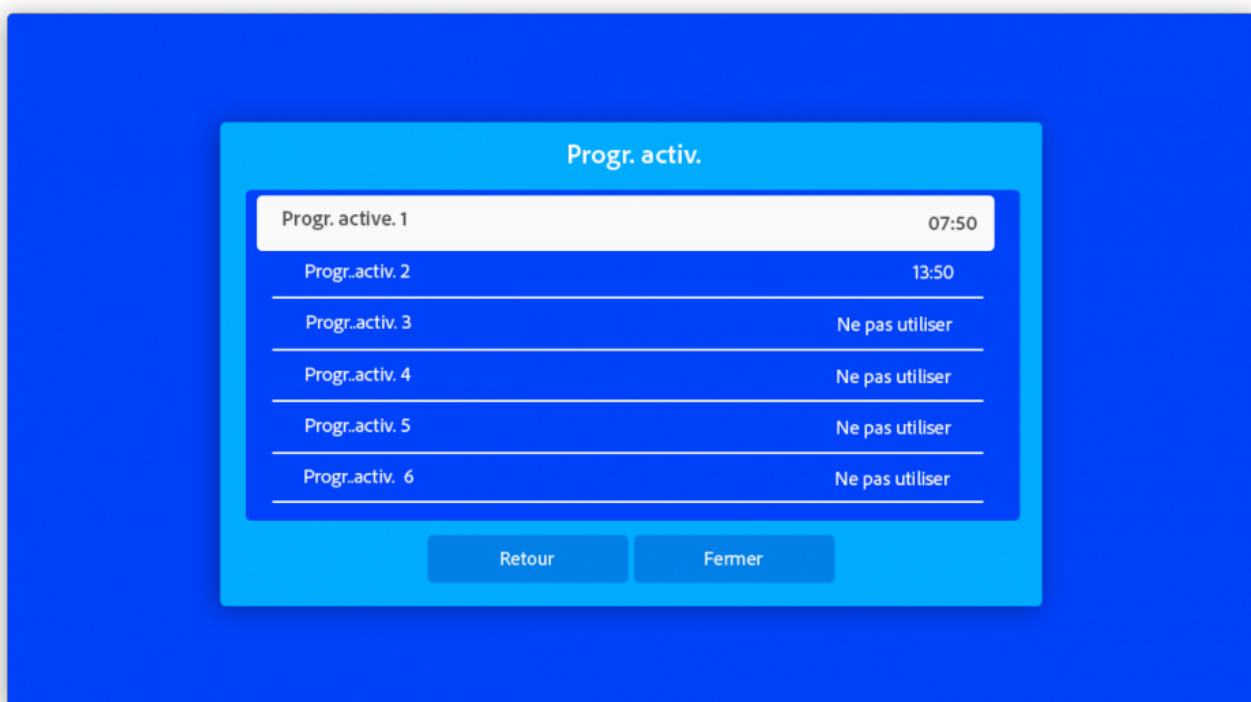 Progr. activ.
Progr. active. 1 07:50
Progr..activ. 2 13:50
Progr..activ. 3 Ne pas utiliser
Progr..activ. 4 Ne pas utiliser
Progr..activ. 5 Ne pas utiliser
Progr..activ. 6 Ne pas utiliser
Retour Fermer